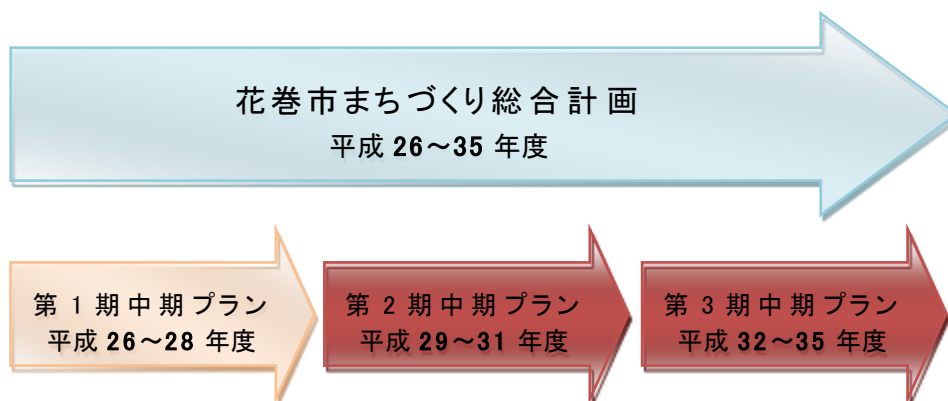 花巻市まちづくり総合計画
平成 26～35 年度
第 1 期中期プラン
平成 26～28 年度
第 2 期中期プラン
平成 29～31 年度
第 3 期中期プラン
平成 32～35 年度